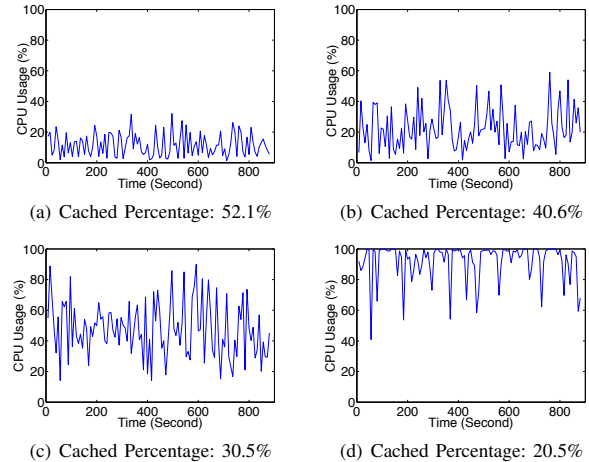 100
80
60
40
20
0
CPU Usage (%)
0 200 400 600 800
Time (Second)
(a) Cached Percentage: 52.1%
100
80
60
40
20
0
CPU Usage (%)
0 200 400 600 800
Time (Second)
(b) Cached Percentage: 40.6%
100
80
60
40
20
0
CPU Usage (%)
0 200 400 600 800
Time (Second)
(c) Cached Percentage: 30.5%
100
80
60
40
20
0
CPU Usage (%)
0 200 400 600 800
Time (Second)
(d) Cached Percentage: 20.5%